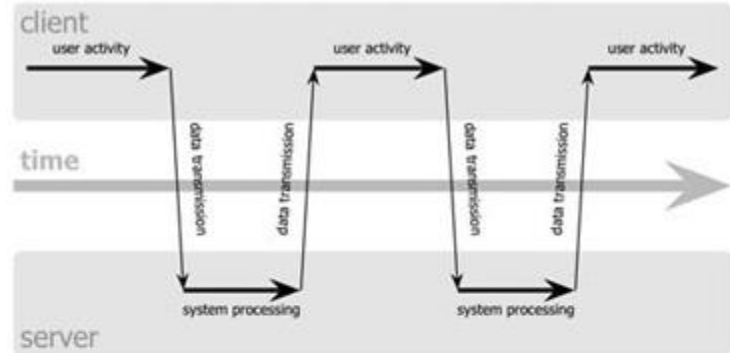 client
user activity
user activity
user activity
data transmission
data transmission
data transmission
data transmission
time
system processing
system processing
server